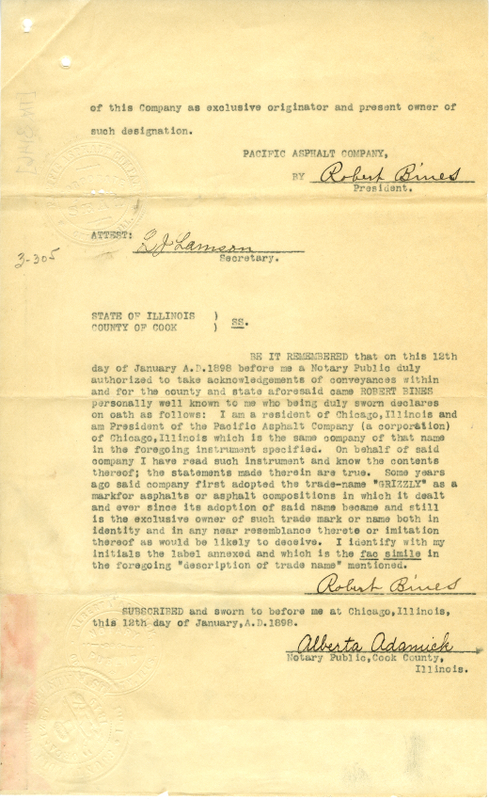 of this Company as exclusive originator and present owner of
such designation.
PACIFIC ASPHALT COMPANY,
BY Robert Bines
President.
ATTEST: G J Lamson
Secretary.
3-305
STATE OF ILLINOIS )
COUNTY OF COOK ) SS.
BE IT REMEMBERED that on this 12th
day of January A.D.1898 before me a Notary Public duly
authorized to take acknowledgements of conveyances within
and for the county and state aforesaid came ROBERT BINES
personally well known to me who being duly sworn declares
on oath as follows: I am a resident of Chicago,Illinois and
am President of the Pacific Asphalt Company (a corporation)
of Chicago,Illinois which is the same company of that name
in the foregoing instrument specified. On behalf of said
company I have read such instrument and know the contents
thereof; the statements made therein are true. Some years
ago said company first adopted the trade-name "GRIZZLY" as a
markfor asphalts or asphalt compositions in which it dealt
and ever since its adoption of said name became and still
is the exclusive owner of such trade mark or name both in
identity and in any near resemblance thereto or imitation
thereof as would be likely to deceive. I identify with my
initials the label annexed and which is the fac simile in
the foregoing "description of trade name" mentioned.
Robert Bines
SUBSCRIBED and sworn to before me at Chicago,Illinois,
this 12th day of January,A.D.1898.
Alberta Adamick
Notary Public,Cook County,
Illinois.